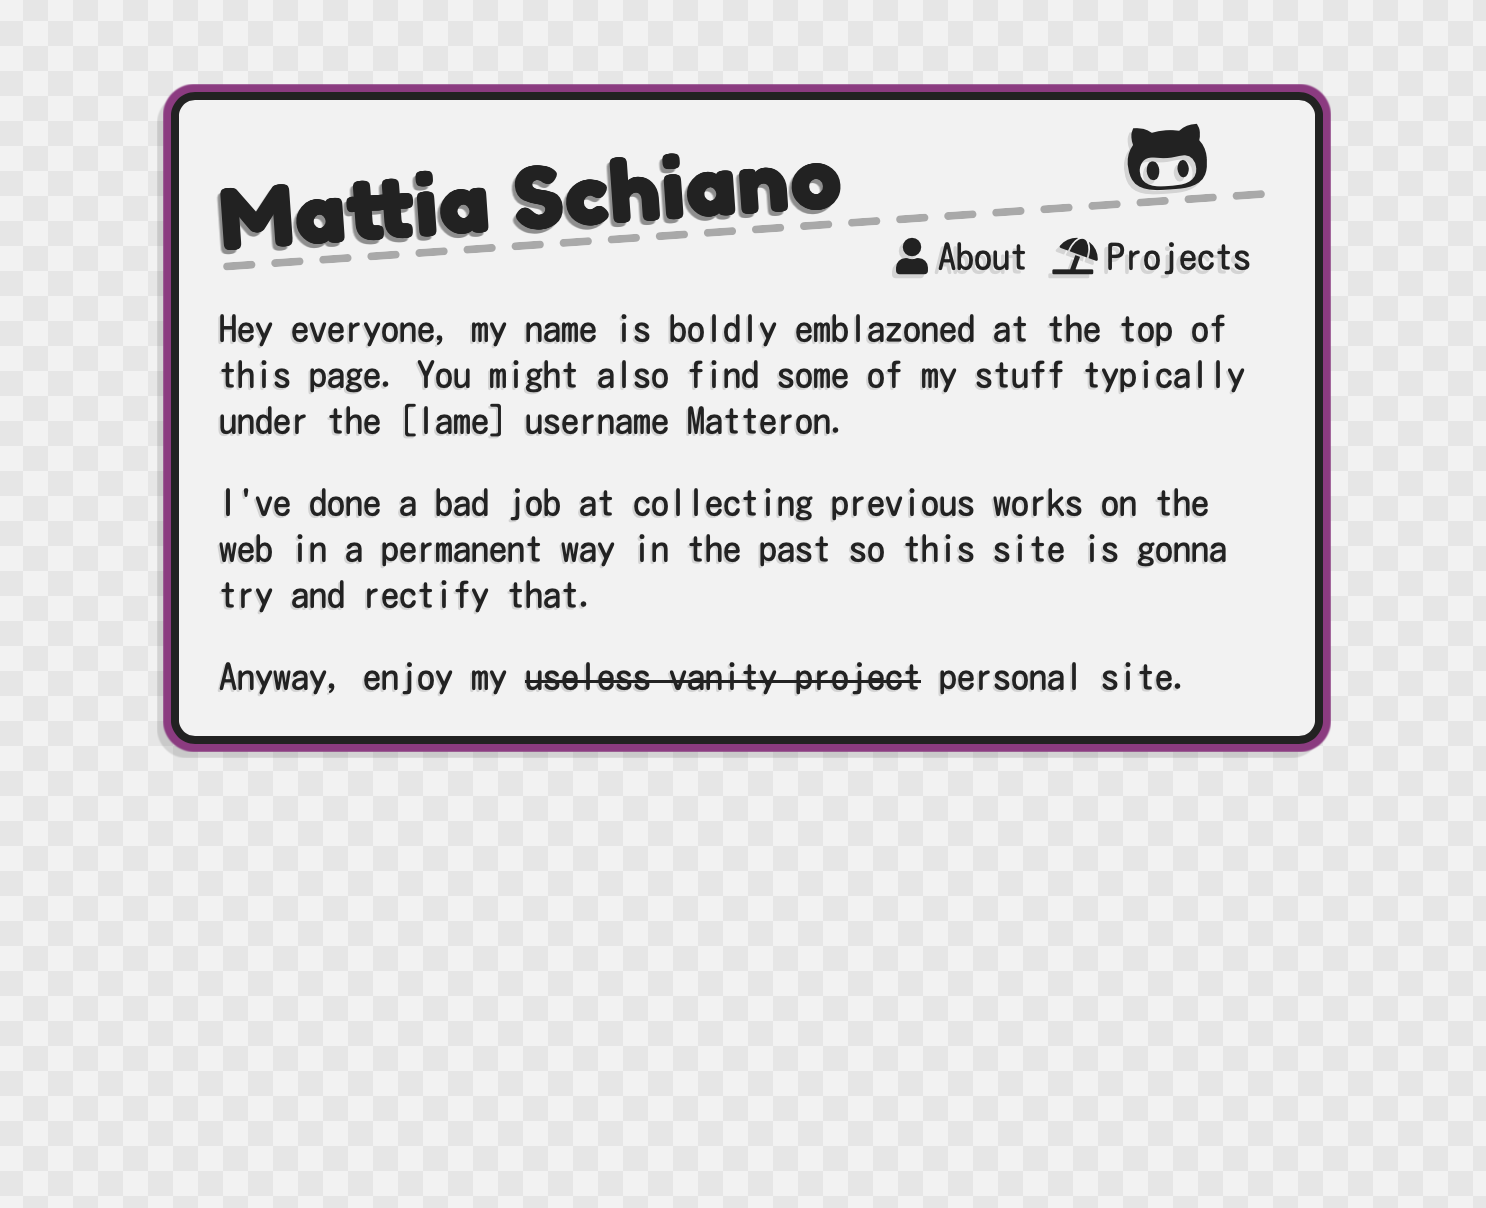 Mattia Schiano
About Projects
Hey everyone, my name is boldly emblazoned at the top of
this page. You might also find some of my stuff typically
under the [lame] username Matteron.
I've done a bad job at collecting previous works on the
web in a permanent way in the past so this site is gonna
try and rectify that.
Anyway, enjoy my useless vanity project personal site.